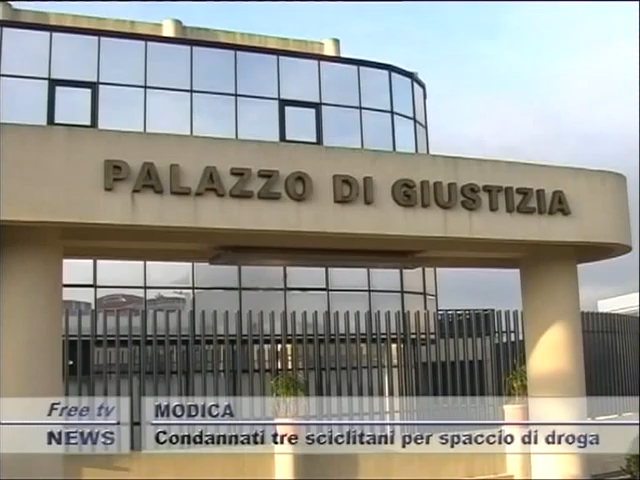 PALAZZO DI GIUSTIZIA
Free tv
NEWS
MODICA
Condannati tre sciclitani per spaccio di droga